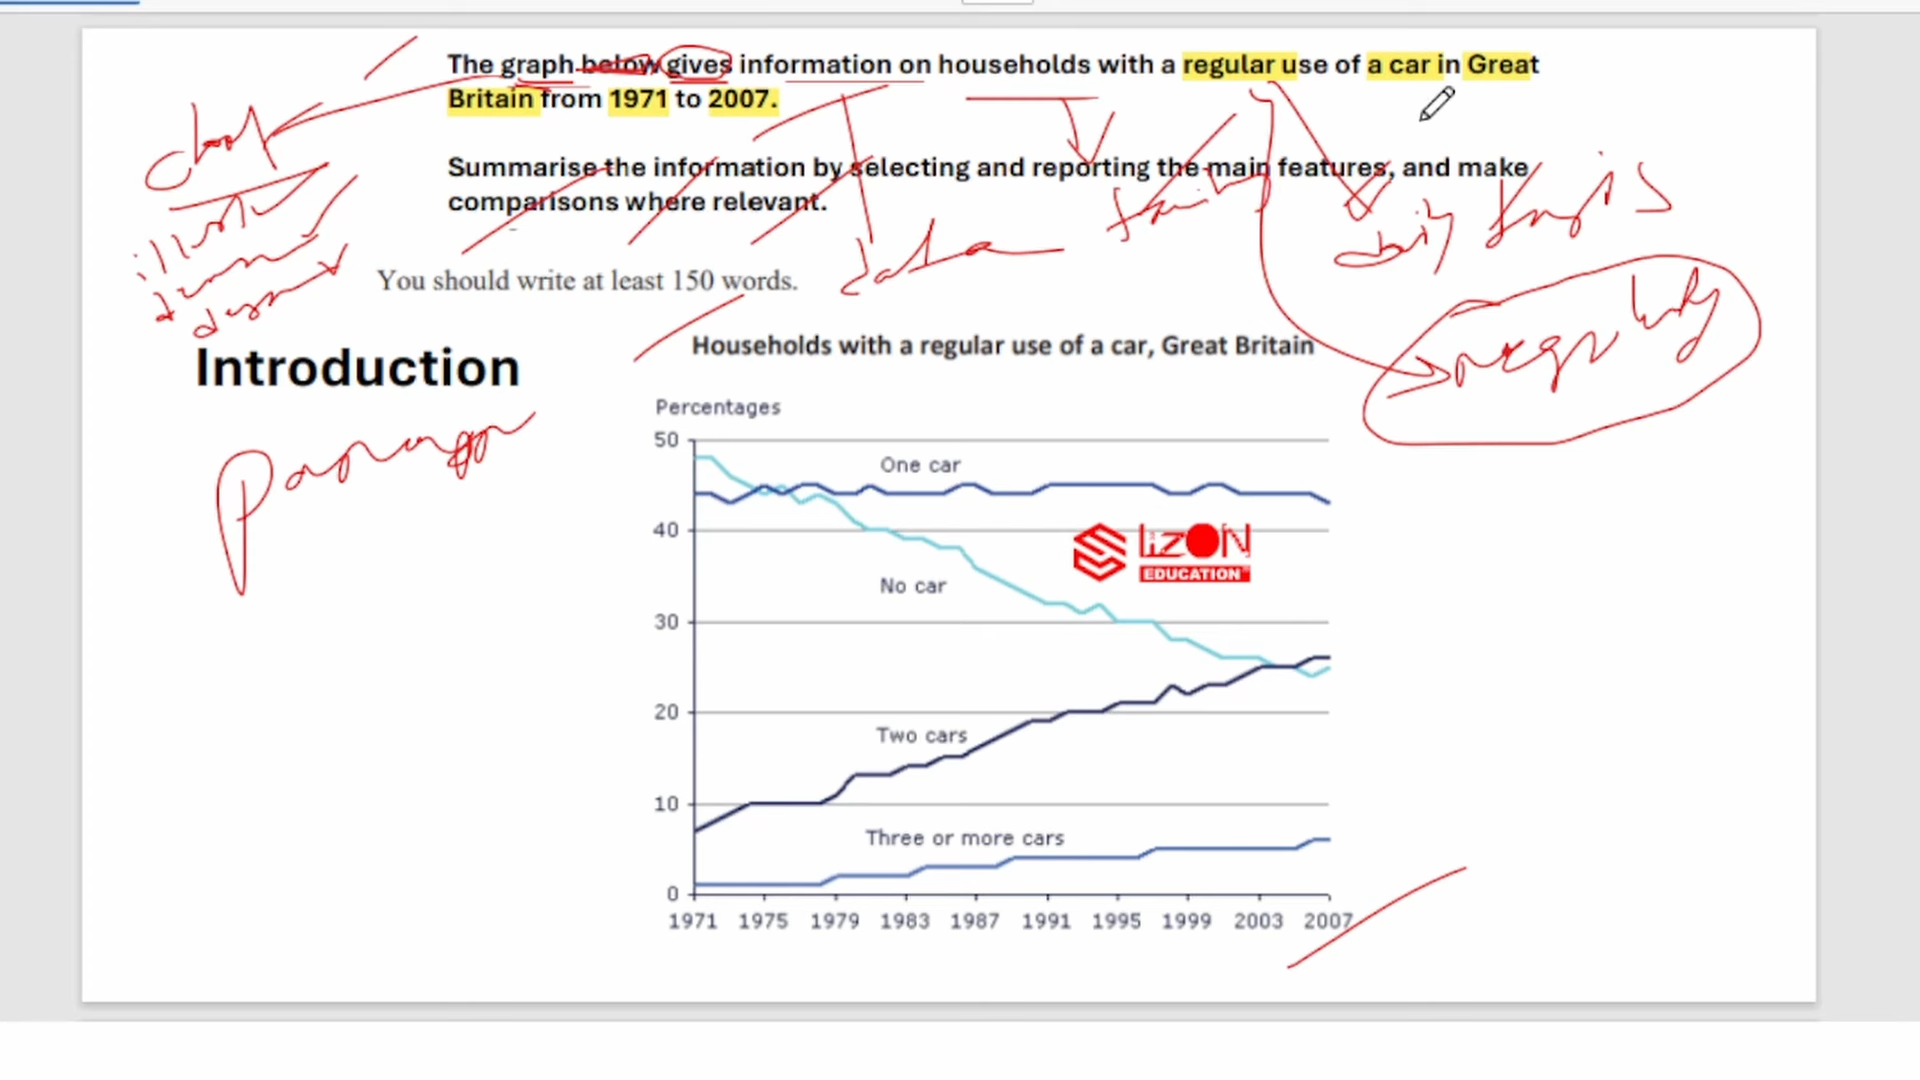 The graph below gives information on households with a regular use of a car in Great
Britain from 1971 to 2007.
Summarise the information by selecting and reporting the main features, and make
comparisons where relevant.
You should write at least 150 words.
chart
data
family
Introduction
Households with a regular use of a car, Great Britain
Percentages
50
One car
40
LizON
EDUCATION
No car
30
20
Two cars
10
Three or more cars
0
1971 1975 1979 1983 1987 1991 1995 1999 2003 2007